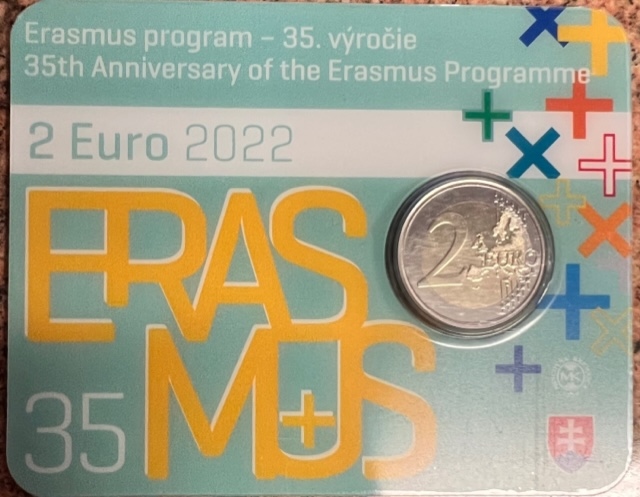 Erasmus program – 35. výročie
35th Anniversary of the Erasmus Programme
2 Euro 2022
ERAS
MUS
+
2 EURO
35